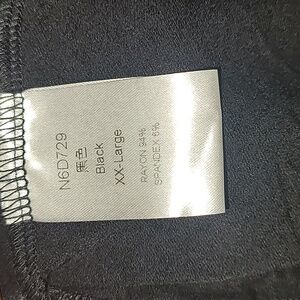 N6D729
黑色
Black
XX-Large
RAYON 94%
SPANDEX 6%